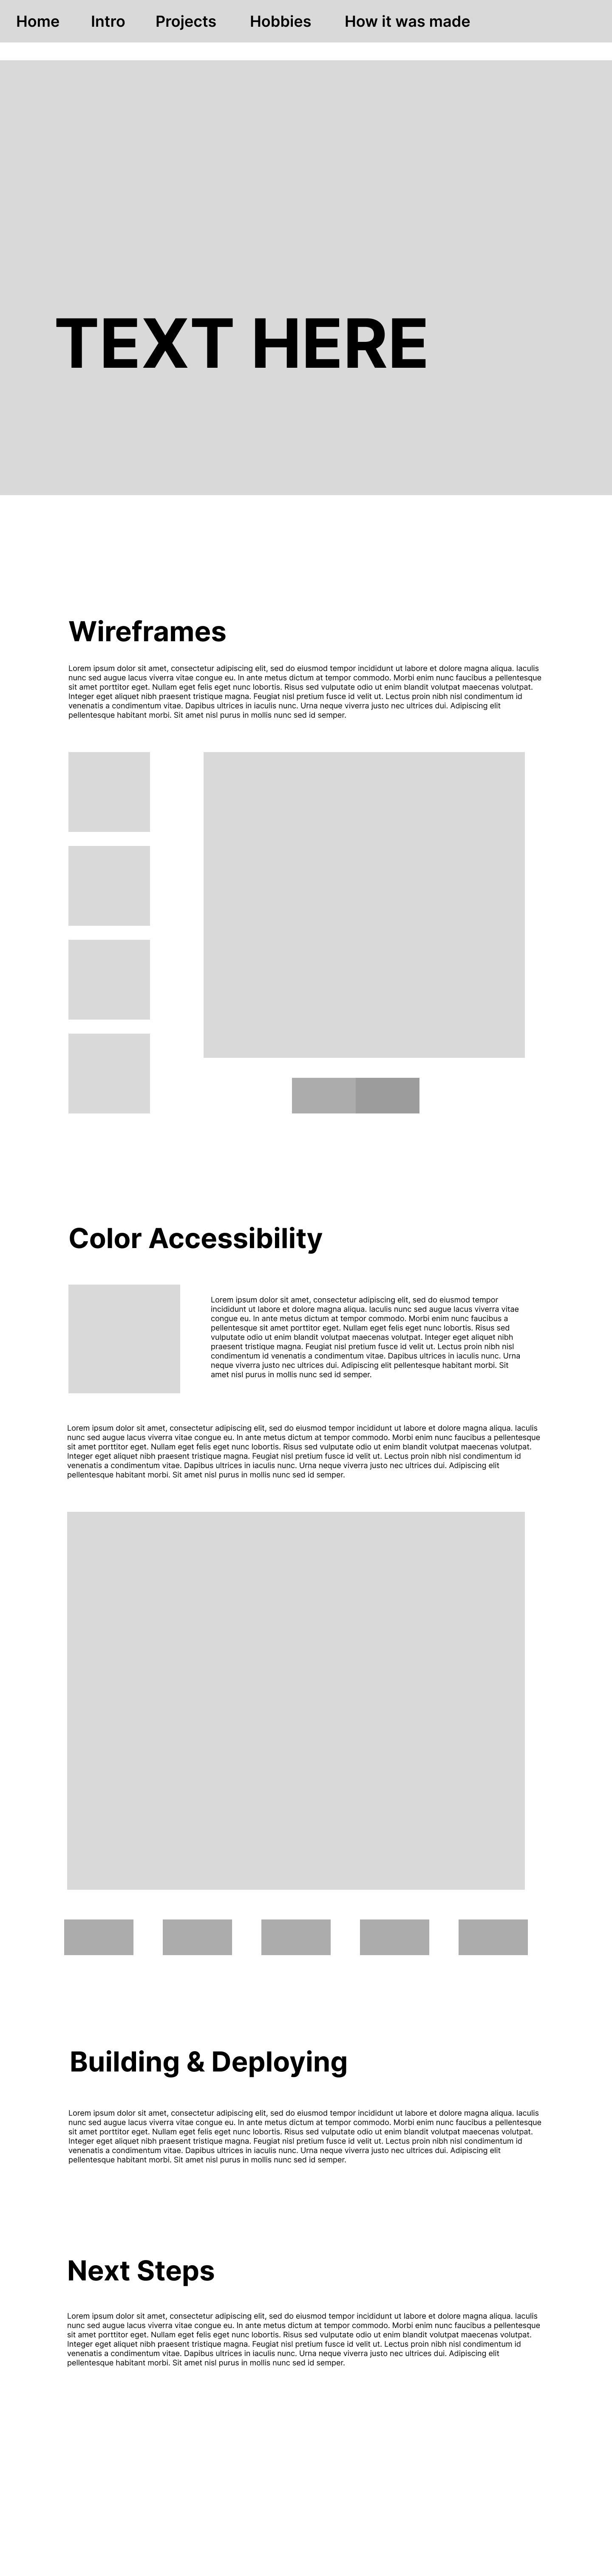 Home Intro Projects Hobbies How it was made
TEXT HERE
Wireframes
Lorem ipsum dolor sit amet, consectetur adipiscing elit, sed do eiusmod tempor incididunt ut labore et dolore magna aliqua. Iaculis
nunc sed augue lacus viverra vitae congue eu. In ante metus dictum at tempor commodo. Morbi enim nunc faucibus a pellentesque
sit amet porttitor eget. Nullam eget felis eget nunc lobortis. Risus sed vulputate odio ut enim blandit volutpat maecenas volutpat.
Integer eget aliquet nibh praesent tristique magna. Feugiat nisl pretium fusce id velit ut. Lectus proin nibh nisl condimentum id
venenatis a condimentum vitae. Dapibus ultrices in iaculis nunc. Urna neque viverra justo nec ultrices dui. Adipiscing elit
pellentesque habitant morbi. Sit amet nisl purus in mollis nunc sed id semper.
Color Accessibility
Lorem ipsum dolor sit amet, consectetur adipiscing elit, sed do eiusmod tempor
incididunt ut labore et dolore magna aliqua. Iaculis nunc sed augue lacus viverra vitae
congue eu. In ante metus dictum at tempor commodo. Morbi enim nunc faucibus a
pellentesque sit amet porttitor eget. Nullam eget felis eget nunc lobortis. Risus sed
vulputate odio ut enim blandit volutpat maecenas volutpat. Integer eget aliquet nibh
praesent tristique magna. Feugiat nisl pretium fusce id velit ut. Lectus proin nibh nisl
condimentum id venenatis a condimentum vitae. Dapibus ultrices in iaculis nunc. Urna
neque viverra justo nec ultrices dui. Adipiscing elit pellentesque habitant morbi. Sit
amet nisl purus in mollis nunc sed id semper.
Lorem ipsum dolor sit amet, consectetur adipiscing elit, sed do eiusmod tempor incididunt ut labore et dolore magna aliqua. Iaculis
nunc sed augue lacus viverra vitae congue eu. In ante metus dictum at tempor commodo. Morbi enim nunc faucibus a pellentesque
sit amet porttitor eget. Nullam eget felis eget nunc lobortis. Risus sed vulputate odio ut enim blandit volutpat maecenas volutpat.
Integer eget aliquet nibh praesent tristique magna. Feugiat nisl pretium fusce id velit ut. Lectus proin nibh nisl condimentum id
venenatis a condimentum vitae. Dapibus ultrices in iaculis nunc. Urna neque viverra justo nec ultrices dui. Adipiscing elit
pellentesque habitant morbi. Sit amet nisl purus in mollis nunc sed id semper.
Building & Deploying
Lorem ipsum dolor sit amet, consectetur adipiscing elit, sed do eiusmod tempor incididunt ut labore et dolore magna aliqua. Iaculis
nunc sed augue lacus viverra vitae congue eu. In ante metus dictum at tempor commodo. Morbi enim nunc faucibus a pellentesque
sit amet porttitor eget. Nullam eget felis eget nunc lobortis. Risus sed vulputate odio ut enim blandit volutpat maecenas volutpat.
Integer eget aliquet nibh praesent tristique magna. Feugiat nisl pretium fusce id velit ut. Lectus proin nibh nisl condimentum id
venenatis a condimentum vitae. Dapibus ultrices in iaculis nunc. Urna neque viverra justo nec ultrices dui. Adipiscing elit
pellentesque habitant morbi. Sit amet nisl purus in mollis nunc sed id semper.
Next Steps
Lorem ipsum dolor sit amet, consectetur adipiscing elit, sed do eiusmod tempor incididunt ut labore et dolore magna aliqua. Iaculis
nunc sed augue lacus viverra vitae congue eu. In ante metus dictum at tempor commodo. Morbi enim nunc faucibus a pellentesque
sit amet porttitor eget. Nullam eget felis eget nunc lobortis. Risus sed vulputate odio ut enim blandit volutpat maecenas volutpat.
Integer eget aliquet nibh praesent tristique magna. Feugiat nisl pretium fusce id velit ut. Lectus proin nibh nisl condimentum id
venenatis a condimentum vitae. Dapibus ultrices in iaculis nunc. Urna neque viverra justo nec ultrices dui. Adipiscing elit
pellentesque habitant morbi. Sit amet nisl purus in mollis nunc sed id semper.